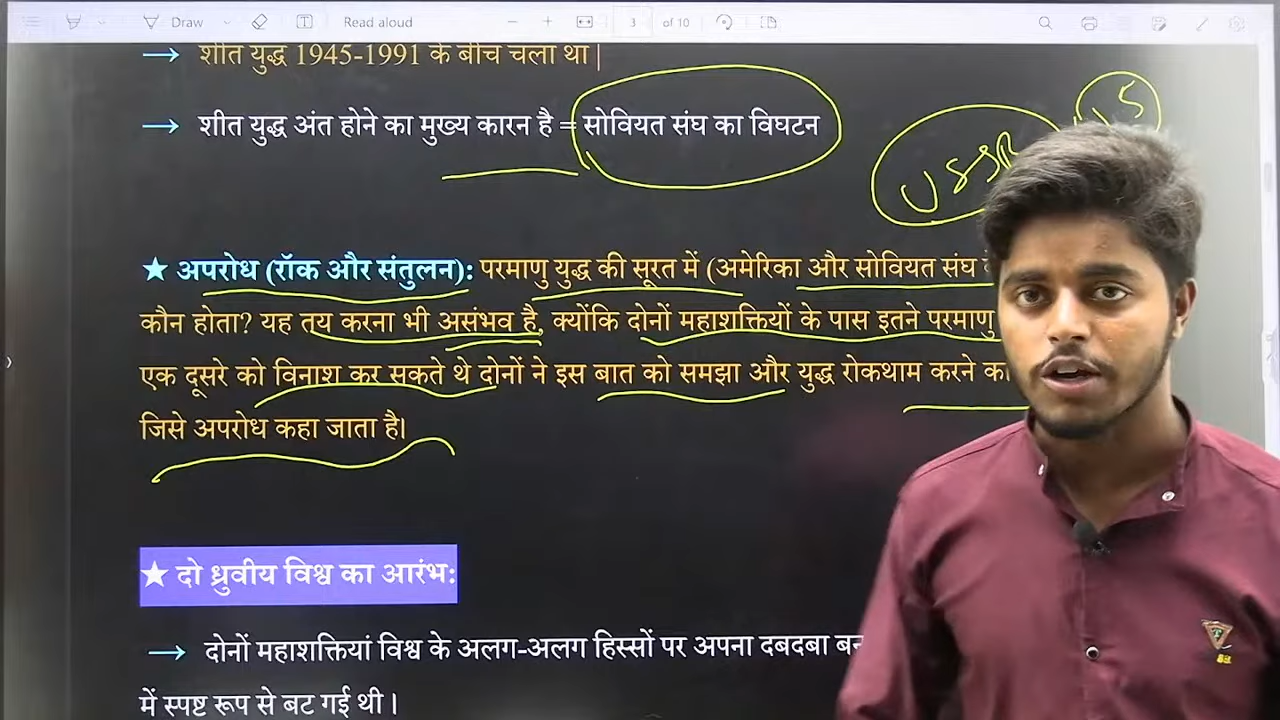 Draw
Read aloud
3 of 10
→ शीत युद्ध 1945-1991 के बीच चला था |
→ शीत युद्ध अंत होने का मुख्य कारन है = सोवियत संघ का विघटन
USSR
★ अपरोध (रॉक और संतुलन): परमाणु युद्ध की सूरत में (अमेरिका और सोवियत संघ
कौन होता? यह तय करना भी असंभव है, क्योंकि दोनों महाशक्तियों के पास इतने परमाणु
एक दूसरे को विनाश कर सकते थे दोनों ने इस बात को समझा और युद्ध रोकथाम करने का
जिसे अपरोध कहा जाता है।
★ दो ध्रुवीय विश्व का आरंभ:
→ दोनों महाशक्तियां विश्व के अलग-अलग हिस्सों पर अपना दबदबा
में स्पष्ट रूप से बट गई थी ।